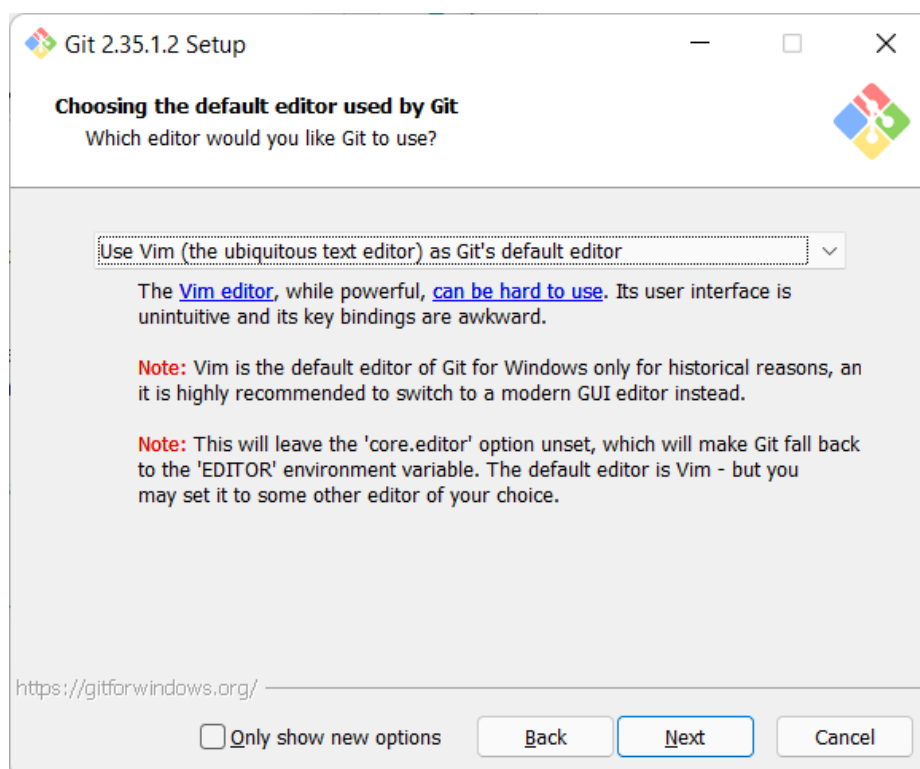 Git 2.35.1.2 Setup
Choosing the default editor used by Git
Which editor would you like Git to use?
Use Vim (the ubiquitous text editor) as Git's default editor
The Vim editor, while powerful, can be hard to use. Its user interface is
unintuitive and its key bindings are awkward.
Note: Vim is the default editor of Git for Windows only for historical reasons, an
it is highly recommended to switch to a modern GUI editor instead.
Note: This will leave the 'core.editor' option unset, which will make Git fall back
to the 'EDITOR' environment variable. The default editor is Vim - but you
may set it to some other editor of your choice.
https://gitforwindows.org/
Only show new options
Back
Next
Cancel